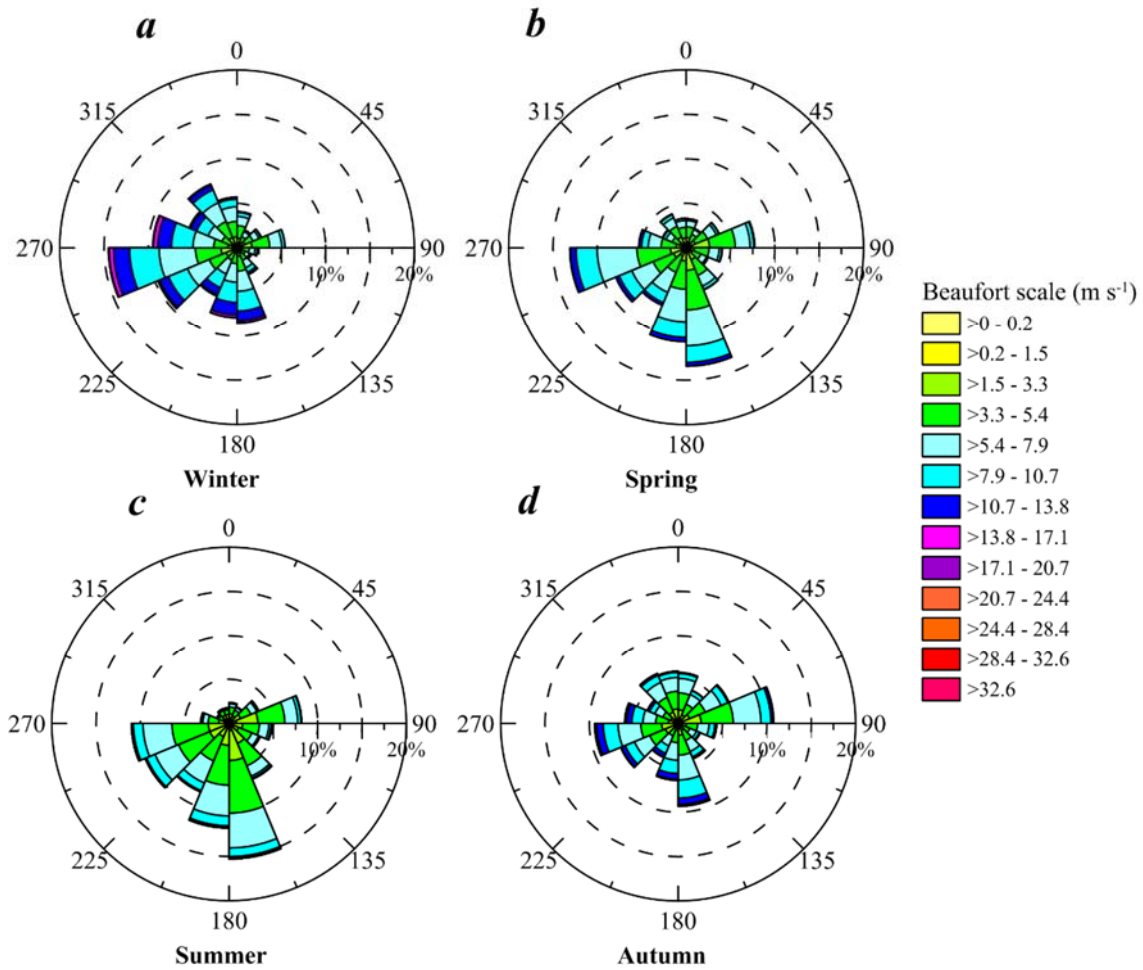 a
0
45
90
135
180
225
270
315
10%
20%
Winter
b
0
45
90
135
180
225
270
315
10%
20%
Spring
c
0
45
90
135
180
225
270
315
10%
20%
Summer
d
0
45
90
135
180
225
270
315
10%
20%
Autumn
Beaufort scale (m s⁻¹)
>0 - 0.2
>0.2 - 1.5
>1.5 - 3.3
>3.3 - 5.4
>5.4 - 7.9
>7.9 - 10.7
>10.7 - 13.8
>13.8 - 17.1
>17.1 - 20.7
>20.7 - 24.4
>24.4 - 28.4
>28.4 - 32.6
>32.6